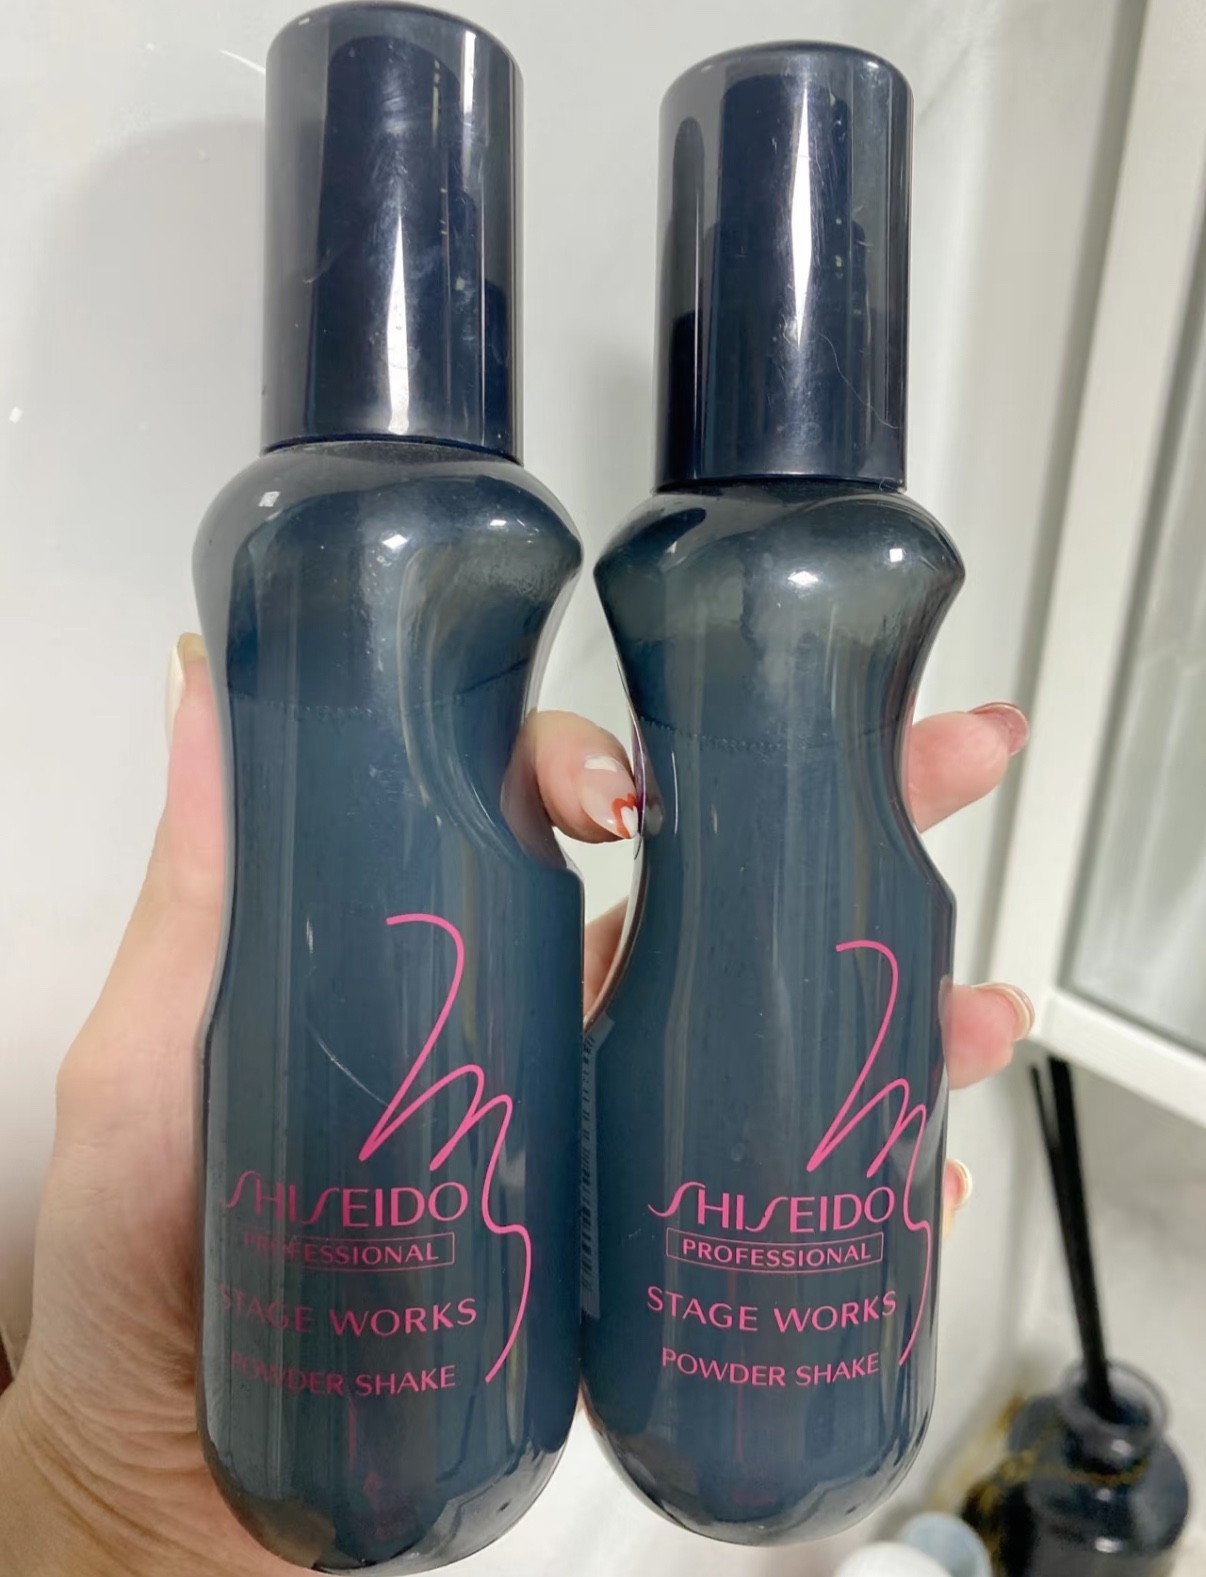 SHISEIDO
PROFESSIONAL
STAGE WORKS
POWDER SHAKE
SHISEIDO
PROFESSIONAL
STAGE WORKS
POWDER SHAKE